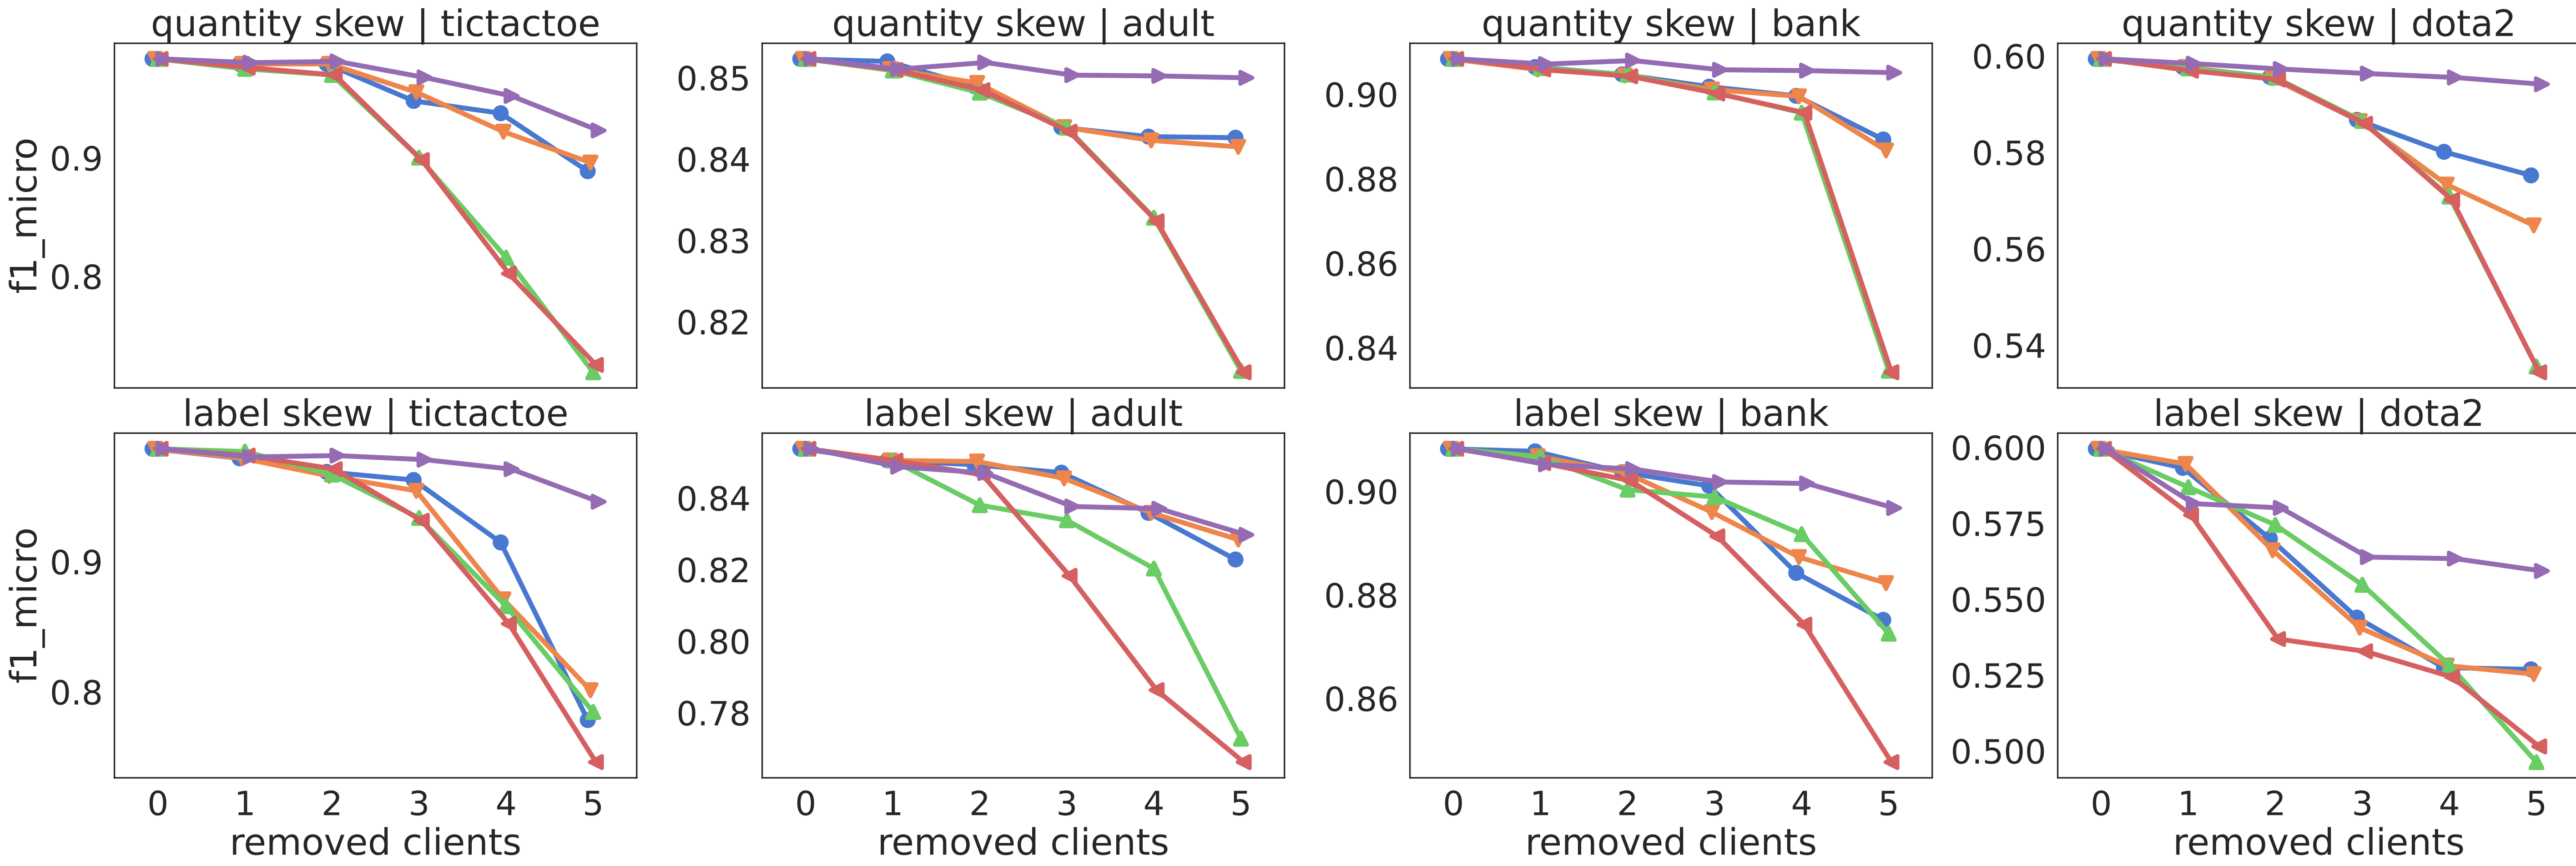 quantity skew | tictactoe
quantity skew | adult
quantity skew | bank
quantity skew | dota2
f1_micro
0.9
0.8
0.85
0.84
0.83
0.82
0.90
0.88
0.86
0.84
0.60
0.58
0.56
0.54
label skew | tictactoe
label skew | adult
label skew | bank
label skew | dota2
f1_micro
0.9
0.8
0.84
0.82
0.80
0.78
0.90
0.88
0.86
0.600
0.575
0.550
0.525
0.500
0 1 2 3 4 5
0 1 2 3 4 5
0 1 2 3 4 5
0 1 2 3 4 5
removed clients
removed clients
removed clients
removed clients